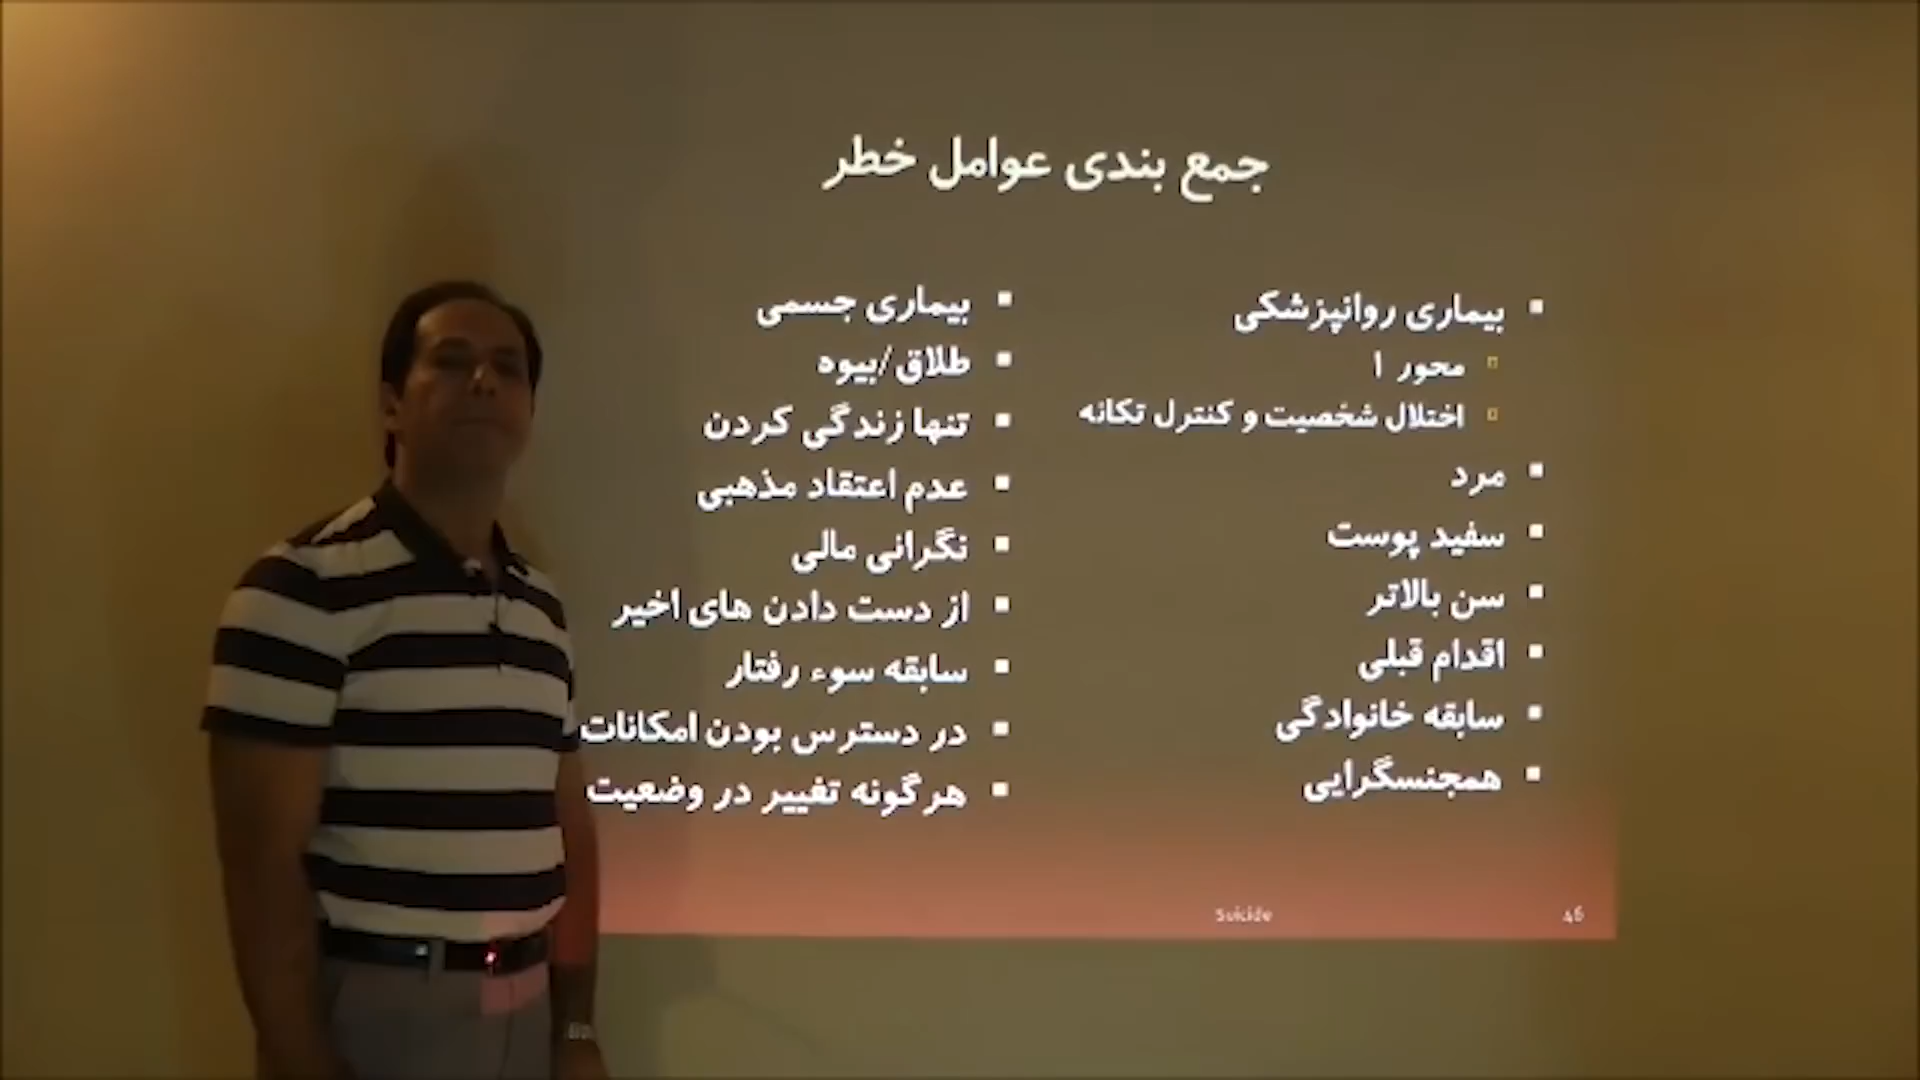 جمع بندی عوامل خطر
بیماری روانپزشکی
محور ۱
اختلال شخصیت و کنترل تکانه
مرد
سفید پوست
سن بالاتر
اقدام قبلی
سابقه خانوادگی
همجنسگرایی
بیماری جسمی
طلاق/بیوه
تنها زندگی کردن
عدم اعتقاد مذهبی
نگرانی مالی
از دست دادن های اخیر
سابقه سوء رفتار
در دسترس بودن امکانات
هرگونه تغییر در وضعیت
Suicide
46